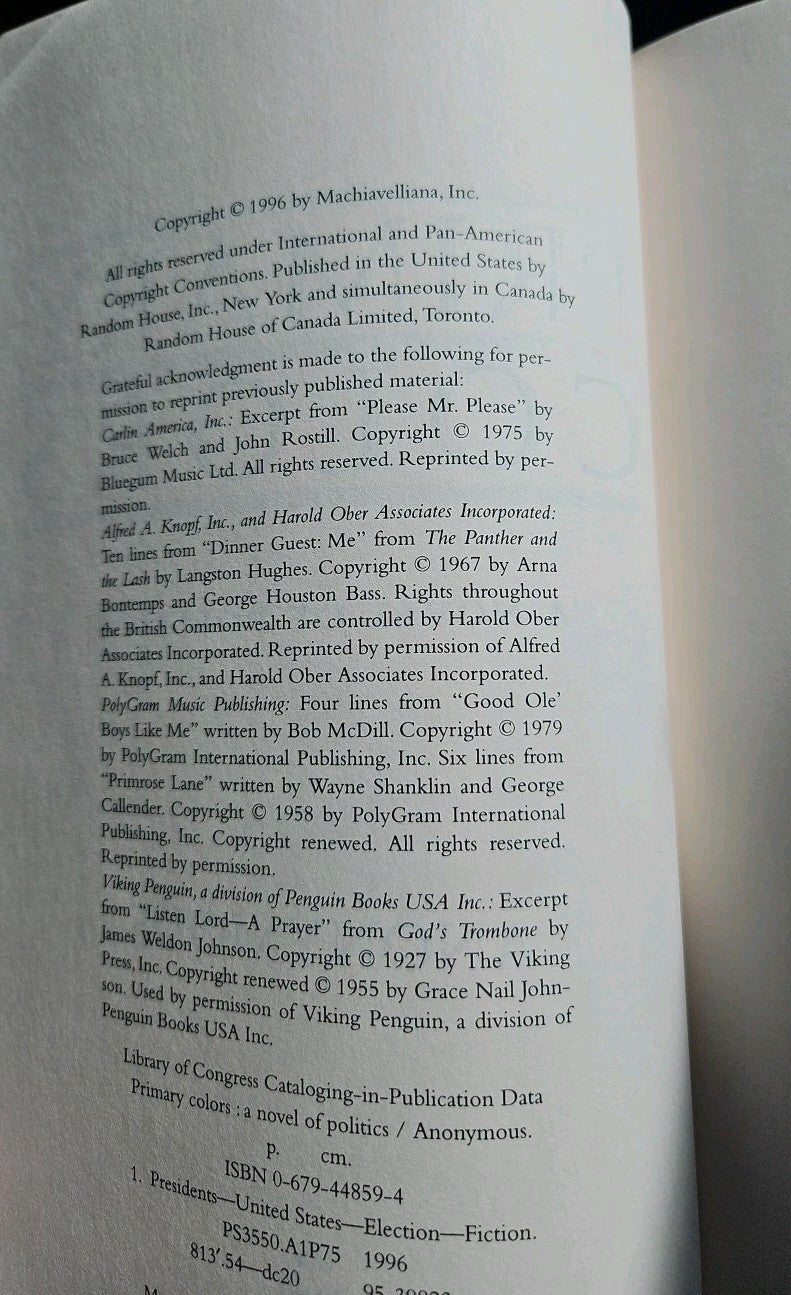 Copyright © 1996 by Machiavelliana, Inc.
All rights reserved under International and Pan-American
Copyright Conventions. Published in the United States by
Random House, Inc., New York and simultaneously in Canada by
Random House of Canada Limited, Toronto.
Grateful acknowledgment is made to the following for per-
mission to reprint previously published material:
Carlin America, Inc.: Excerpt from “Please Mr. Please” by
Bruce Welch and John Rostill. Copyright © 1975 by
Bluegum Music Ltd. All rights reserved. Reprinted by per-
mission.
Alfred A. Knopf, Inc., and Harold Ober Associates Incorporated:
Ten lines from “Dinner Guest: Me” from The Panther and
the Lash by Langston Hughes. Copyright © 1967 by Arna
Bontemps and George Houston Bass. Rights throughout
the British Commonwealth are controlled by Harold Ober
Associates Incorporated. Reprinted by permission of Alfred
A. Knopf, Inc., and Harold Ober Associates Incorporated.
PolyGram Music Publishing: Four lines from “Good Ole’
Boys Like Me” written by Bob McDill. Copyright © 1979
by PolyGram International Publishing, Inc. Six lines from
“Primrose Lane” written by Wayne Shanklin and George
Callender. Copyright © 1958 by PolyGram International
Publishing, Inc. Copyright renewed. All rights reserved.
Reprinted by permission.
Viking Penguin, a division of Penguin Books USA Inc.: Excerpt
from “Listen Lord—A Prayer” from God’s Trombone by
James Weldon Johnson. Copyright © 1927 by The Viking
Press, Inc. Copyright renewed © 1955 by Grace Nail John-
son. Used by permission of Viking Penguin, a division of
Penguin Books USA Inc.
Library of Congress Cataloging-in-Publication Data
Primary colors : a novel of politics / Anonymous.
p. cm.
ISBN 0-679-44859-4
1. Presidents—United States—Election—Fiction.
PS3550.A1P75 1996
813′.54—dc20